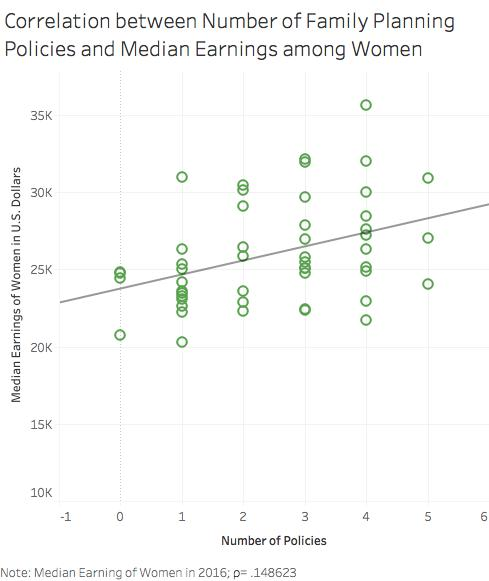 Correlation between Number of Family Planning
Policies and Median Earnings among Women
Median Earnings of Women in U.S. Dollars
35K
30K
25K
20K
15K
10K
-1 0 1 2 3 4 5 6
Number of Policies
Note: Median Earning of Women in 2016; ρ= .148623